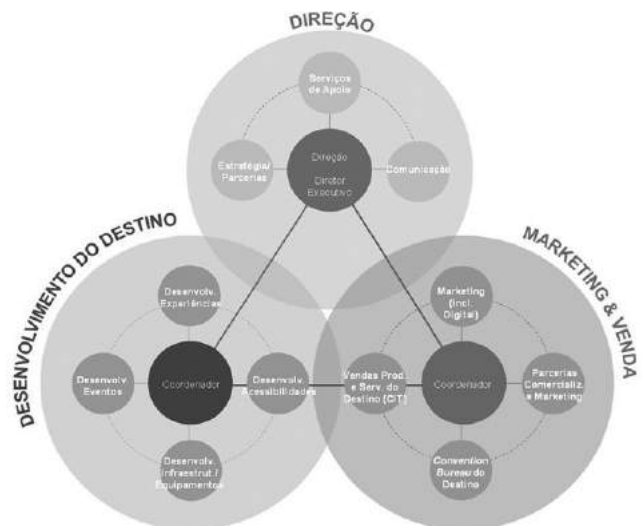 DIREÇÃO
Serviços
de Apoio
Estratégia/
Parcerias
Direção
Diretor
Executivo
Comunicação
DESENVOLVIMENTO DO DESTINO
MARKETING & VENDA
Desenvolv.
Experiências
Desenvolv.
Eventos
Coordenador
Desenvolv.
Acessibilidades
Desenvolv.
Infraestrut./
Equipamentos
Marketing
(incl.
Digital)
Vendas Prod.
e Serv. do
Destino (CIT)
Coordenador
Parcerias
Comercializ.
e Marketing
Convention
Bureau do
Destino